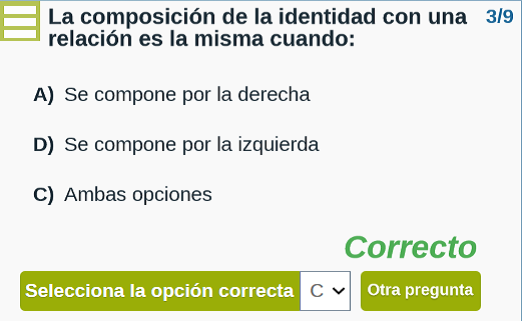 La composición de la identidad con una 3/9
relación es la misma cuando:
A) Se compone por la derecha
D) Se compone por la izquierda
C) Ambas opciones
Correcto
Selecciona la opción correcta C Otra pregunta